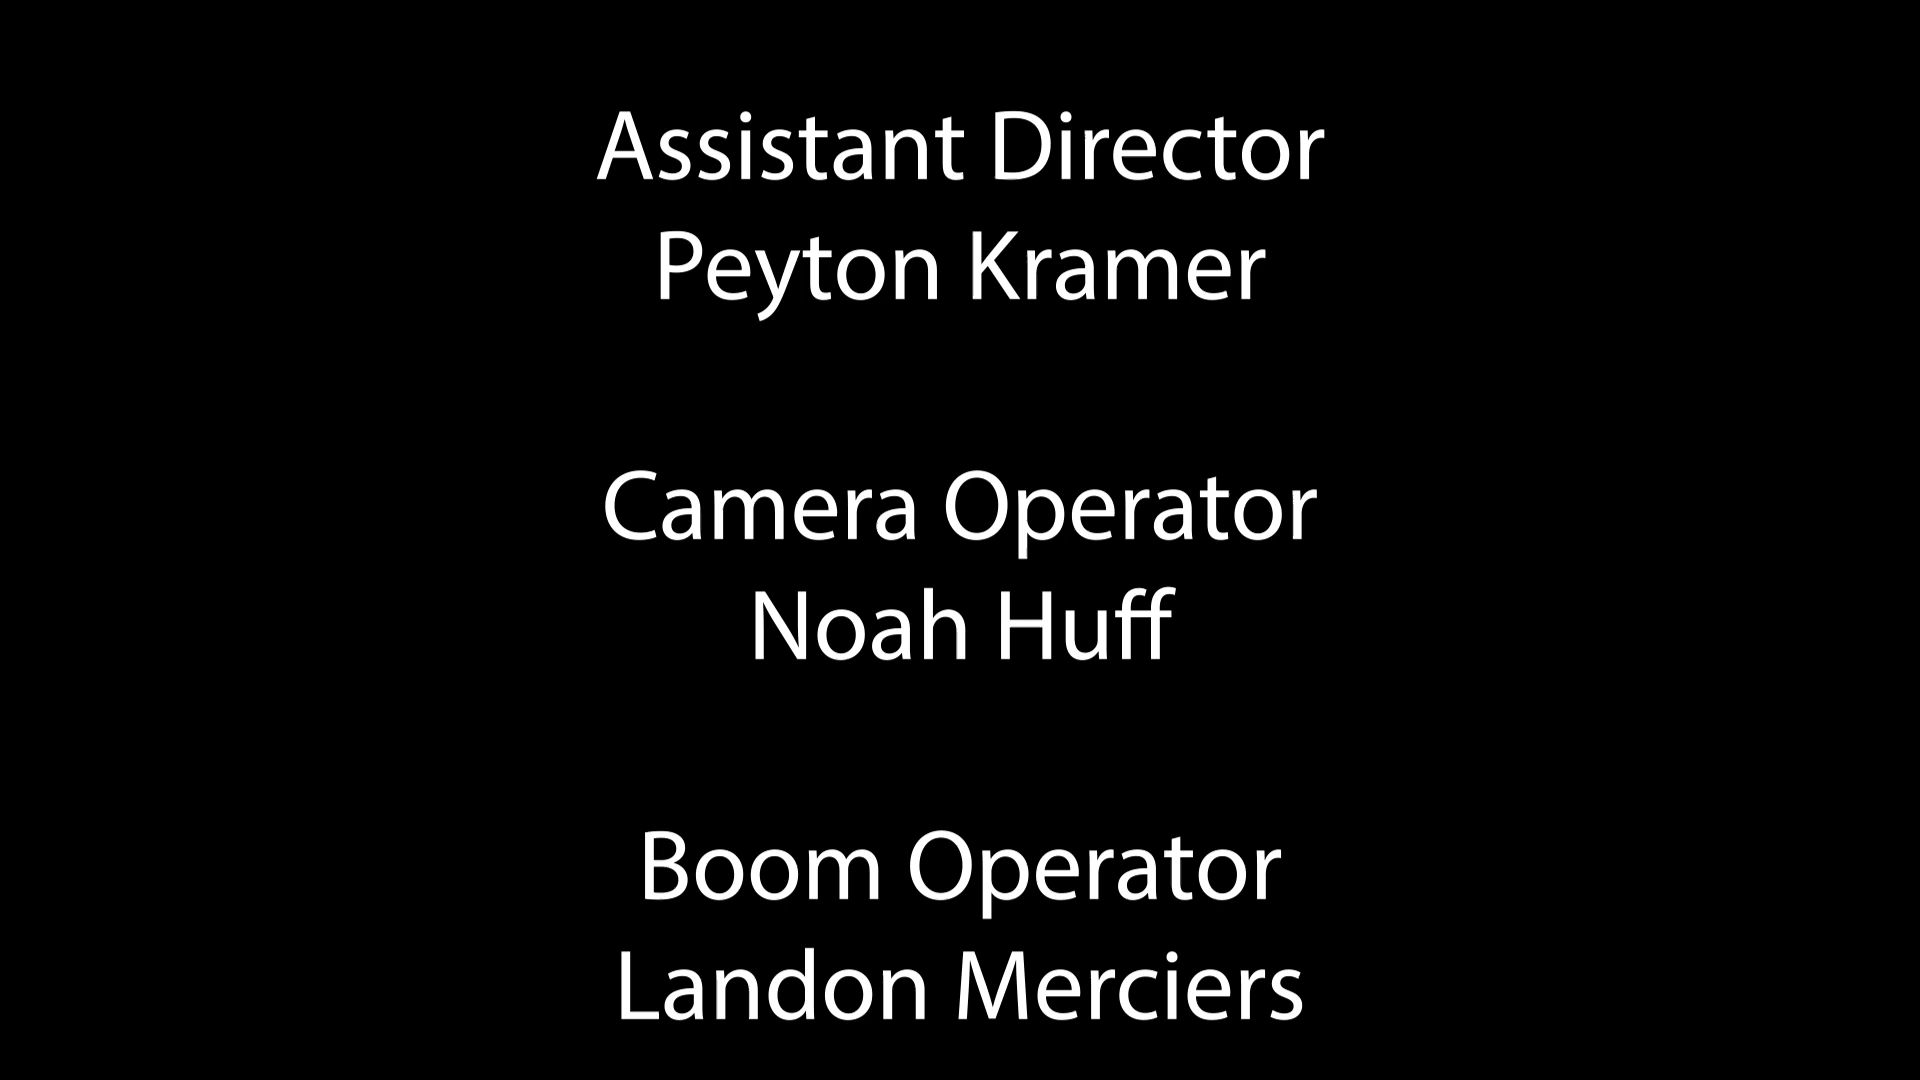 Assistant Director
Peyton Kramer
Camera Operator
Noah Huff
Boom Operator
Landon Merciers